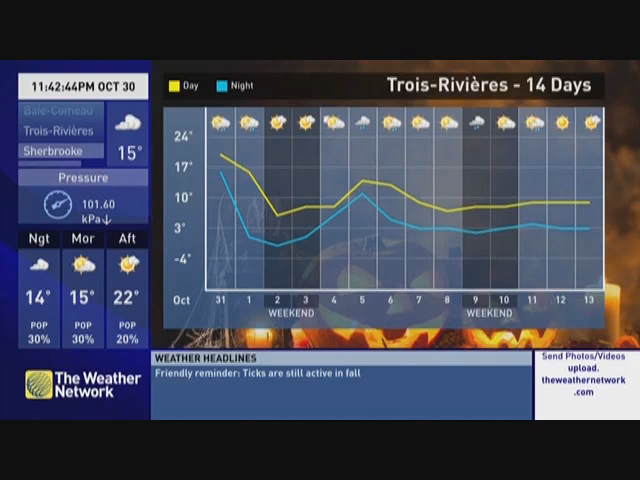 11:42:44PM OCT 30
Baie-Comeau
Trois-Rivières
Sherbrooke
15°
Pressure
101.60
kPa↓
Ngt Mor Aft
14° 15° 22°
POP POP POP
30% 30% 20%
Day Night
Trois-Rivières - 14 Days
24°
17°
10°
3°
-4°
Oct 31 1 2 3 4 5 6 7 8 9 10 11 12 13
WEEKEND WEEKEND
The Weather
Network
WEATHER HEADLINES
Friendly reminder: Ticks are still active in fall
Send Photos/Videos
upload.
theweathernetwork
.com